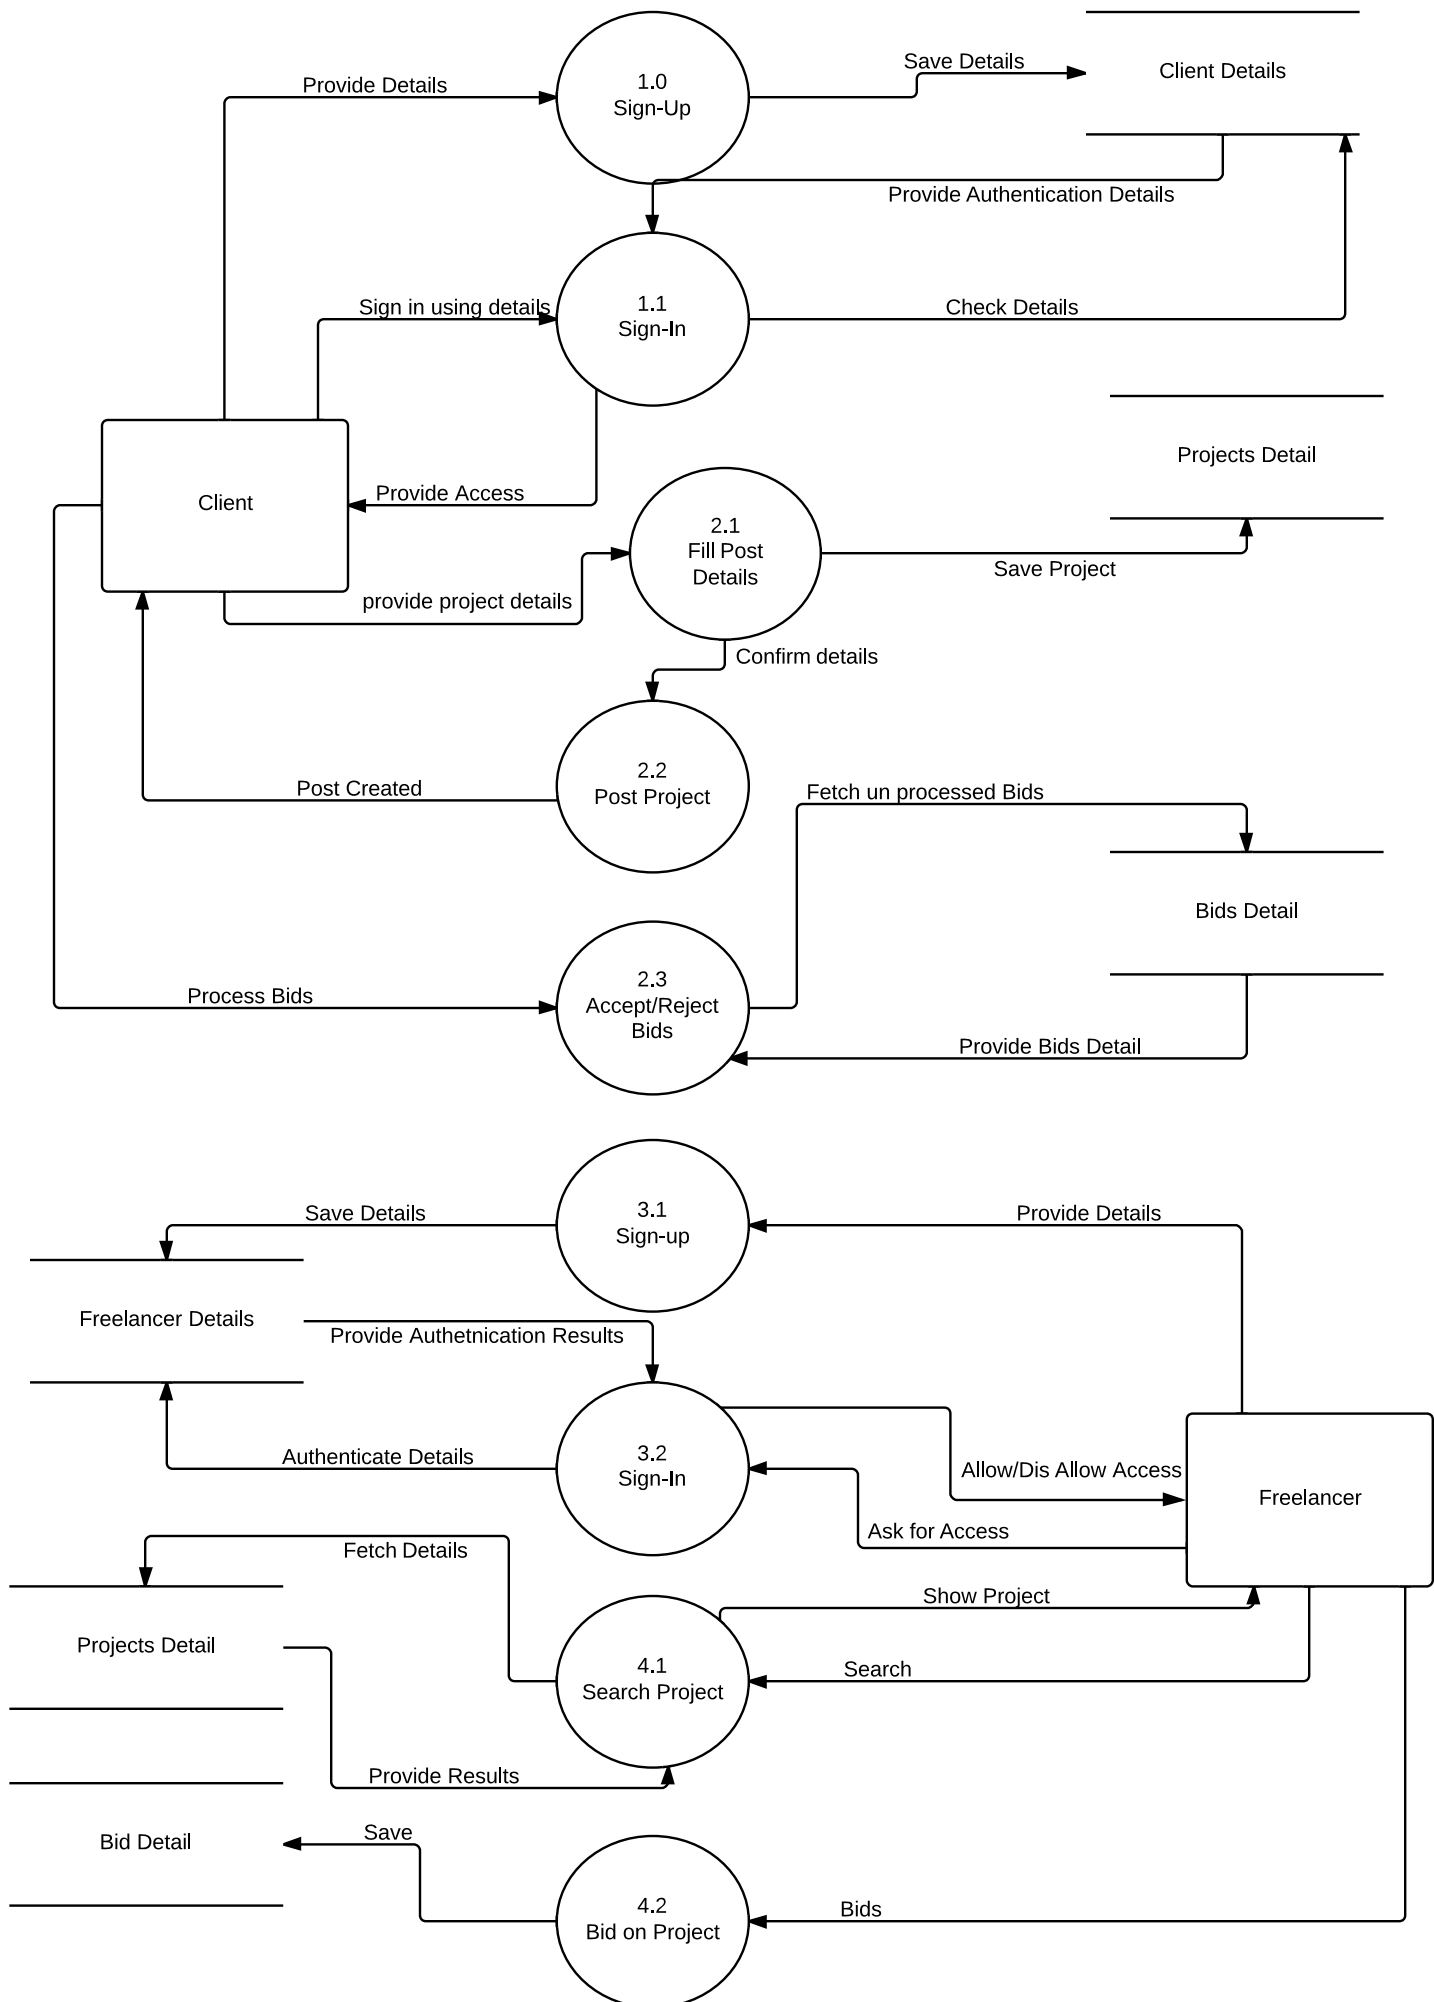 1.0
Sign-Up
Provide Details
Save Details
Client Details
Provide Authentication Details
Sign in using details
1.1
Sign-In
Check Details
Projects Detail
Client
Provide Access
2.1
Fill Post
Details
Save Project
provide project details
Confirm details
2.2
Post Project
Post Created
Fetch un processed Bids
Bids Detail
Process Bids
2.3
Accept/Reject
Bids
Provide Bids Detail
3.1
Sign-up
Save Details
Provide Details
Freelancer Details
Provide Authetnication Results
Authenticate Details
3.2
Sign-In
Allow/Dis Allow Access
Freelancer
Ask for Access
Fetch Details
Show Project
Projects Detail
4.1
Search Project
Search
Provide Results
Bid Detail
Save
4.2
Bid on Project
Bids